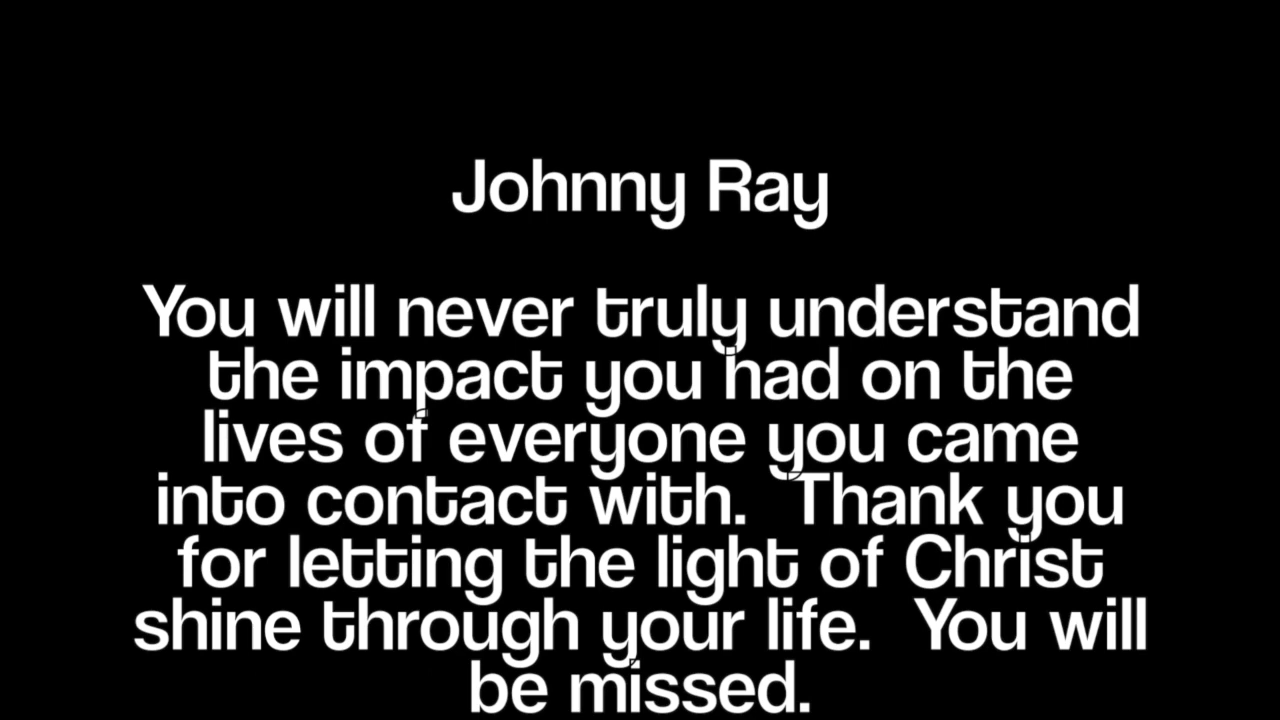 Johnny Ray
You will never truly understand
the impact you had on the
lives of everyone you came
into contact with.  Thank you
for letting the light of Christ
shine through your life.  You will
be missed.